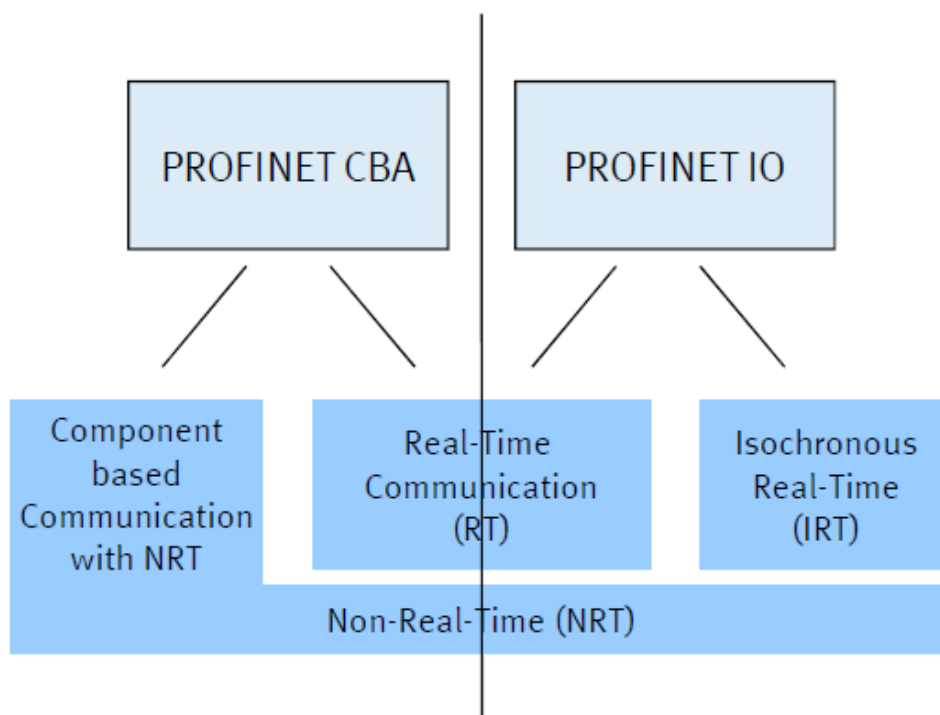 PROFINET CBA
PROFINET IO
Component
based
Communication
with NRT
Real-Time
Communication
(RT)
Isochronous
Real-Time
(IRT)
Non-Real-Time (NRT)